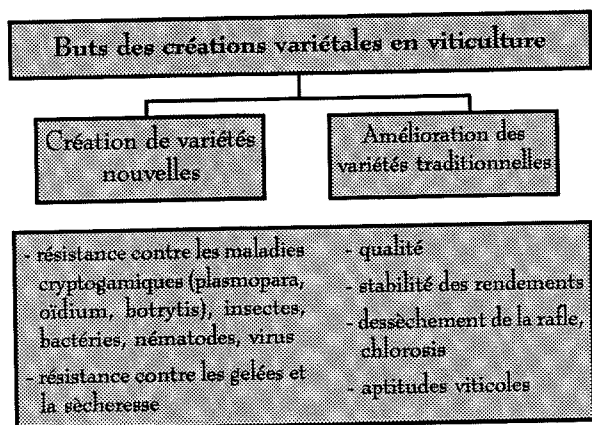 Buts des créations variétales en viticulture
Création de variétés
nouvelles
Amélioration des
variétés traditionnelles
- résistance contre les maladies
cryptogamiques (plasmopara,
oïdium, botrytis), insectes,
bactéries, nématodes, virus
- résistance contre les gelées et
la sècheresse
- qualité
- stabilité des rendements
- dessèchement de la rafle,
chlorosis
- aptitudes viticoles